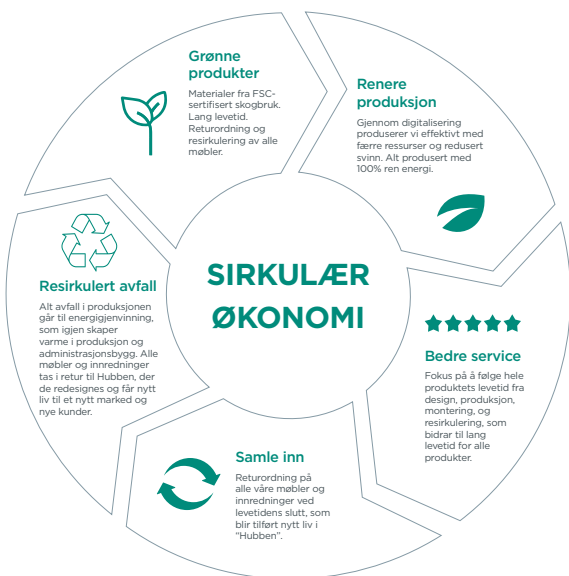 Grønne
produkter
Materialer fra FSC-
sertifisert skogbruk.
Lang levetid.
Returordning og
resirkulering av alle
møbler.
Renere
produksjon
Gjennom digitalisering
produserer vi effektivt med
færre ressurser og redusert
svinn. Alt produsert med
100% ren energi.
SIRKULÆR
ØKONOMI
Bedre service
Fokus på å følge hele
produktets levetid fra
design, produksjon,
montering, og
resirkulering, som
bidrar til lang
levetid for alle
produkter.
Samle inn
Returordning på
alle våre møbler og
innredninger ved
levetidens slutt, som
blir tilført nytt liv i
“Hubben”.
Resirkulert avfall
Alt avfall i produksjonen
går til energigjenvinning,
som igjen skaper
varme i produksjon og
administrasjonsbygg. Alle
møbler og innredninger
tas i retur til Hubben, der
de redesignes og får nytt
liv til et nytt marked og
nye kunder.